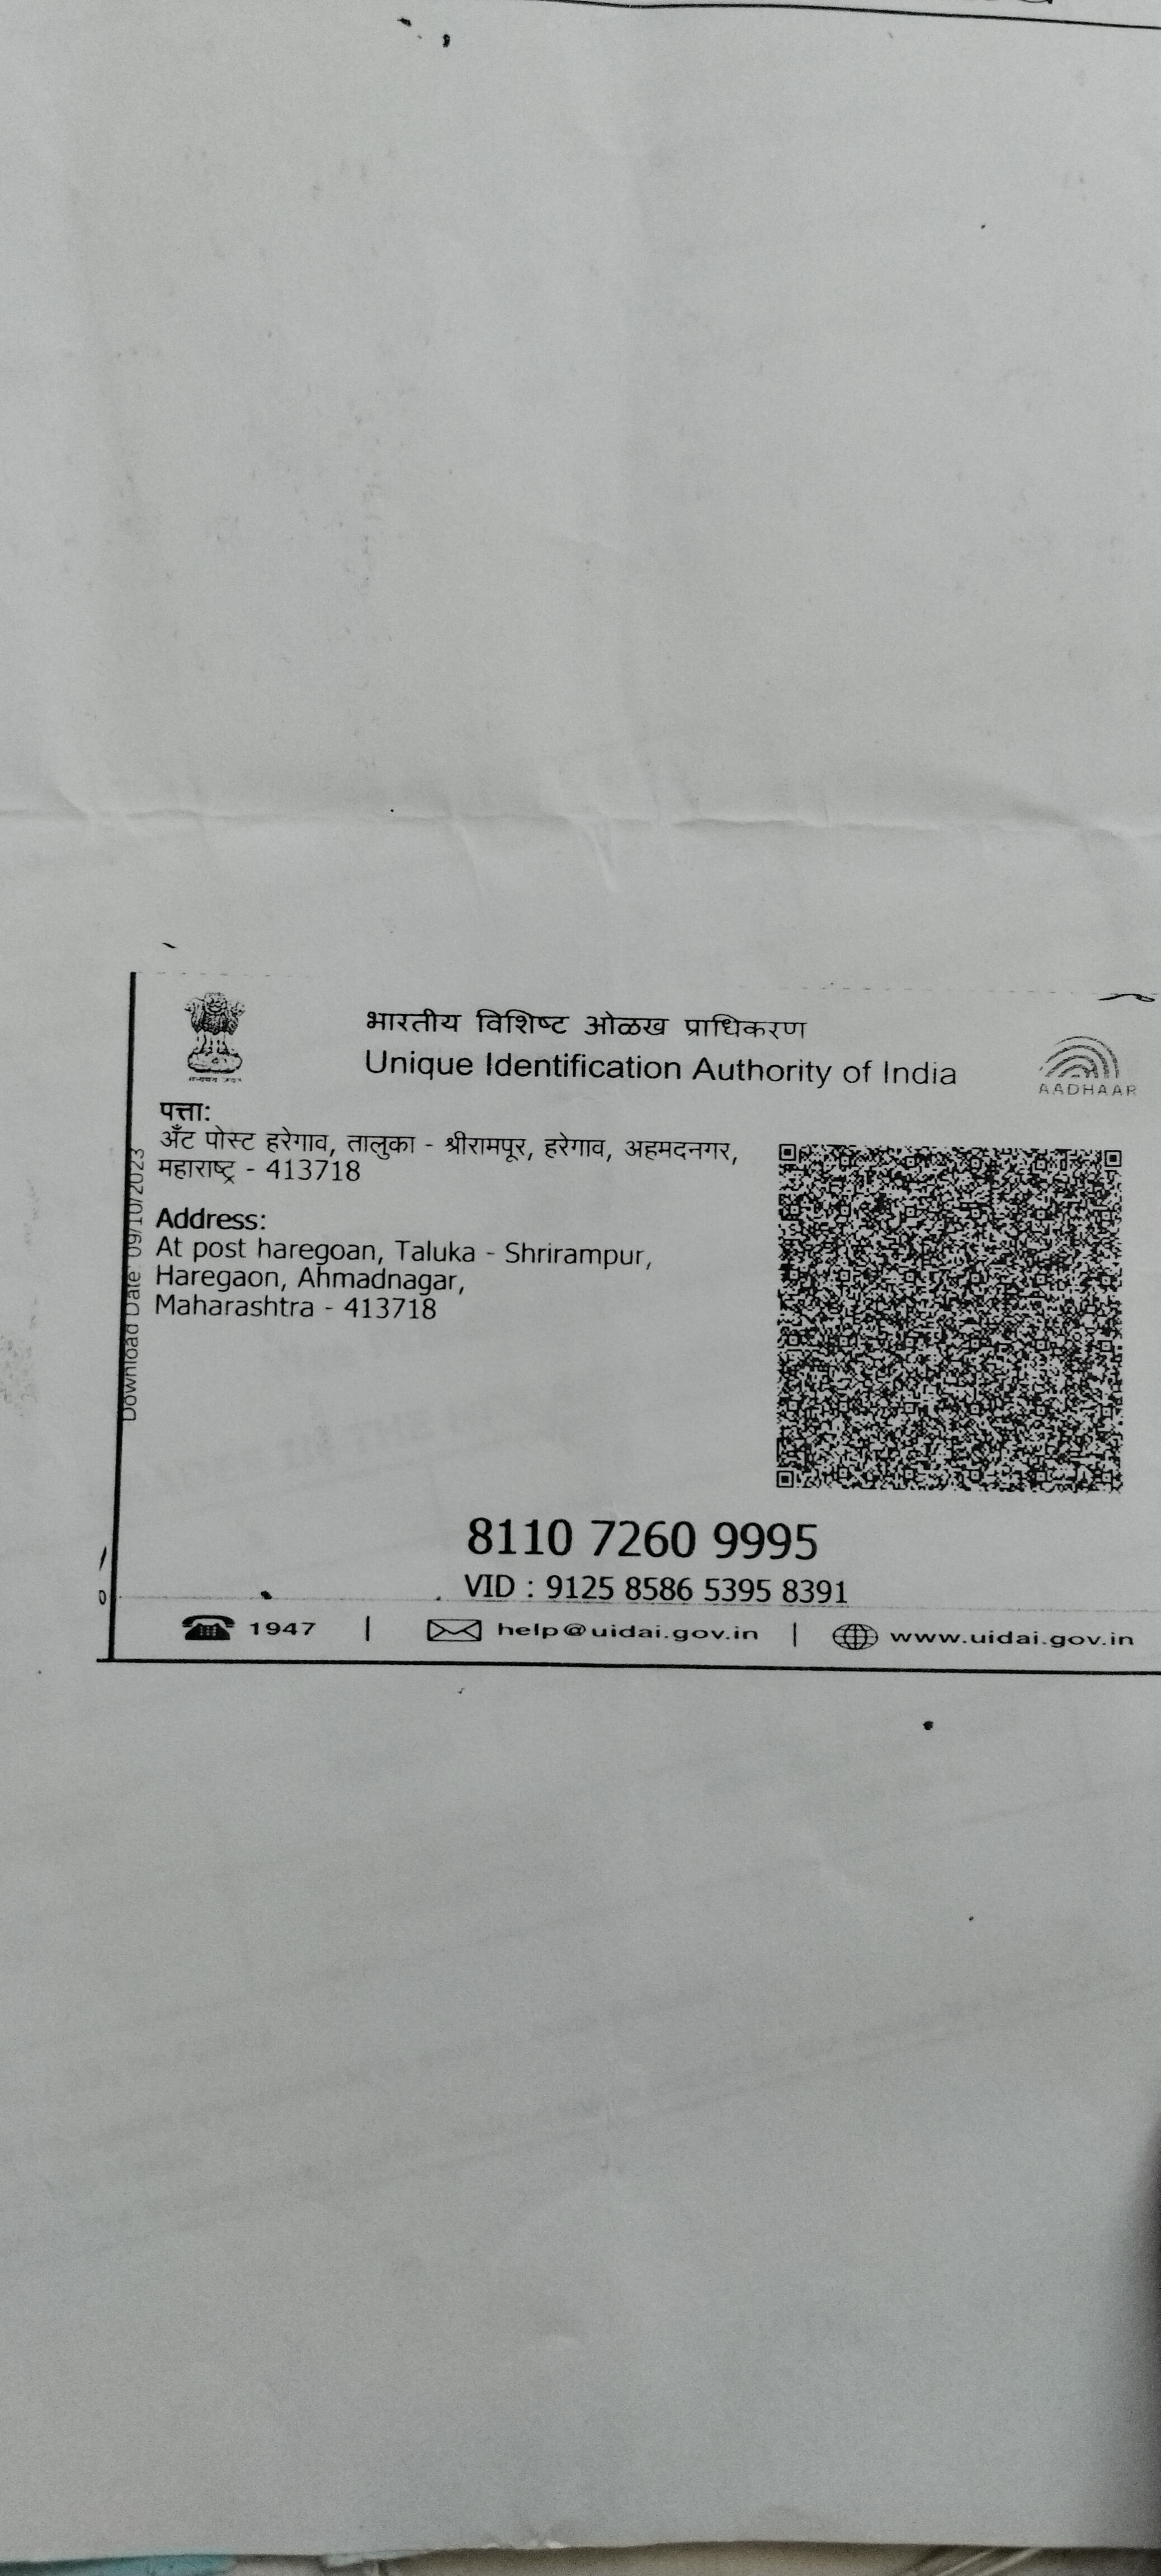 भारतीय विशिष्ट ओळख प्राधिकरण
Unique Identification Authority of India
AADHAAR
पत्ता:
अँट पोस्ट हरेगाव, तालुका - श्रीरामपूर, हरेगाव, अहमदनगर,
महाराष्ट्र - 413718
Address:
At post haregoan, Taluka - Shrirampur,
Haregaon, Ahmadnagar,
Maharashtra - 413718
Download Date: 09/10/2023
8110 7260 9995
VID : 9125 8586 5395 8391
1947 | help@uidai.gov.in | www.uidai.gov.in